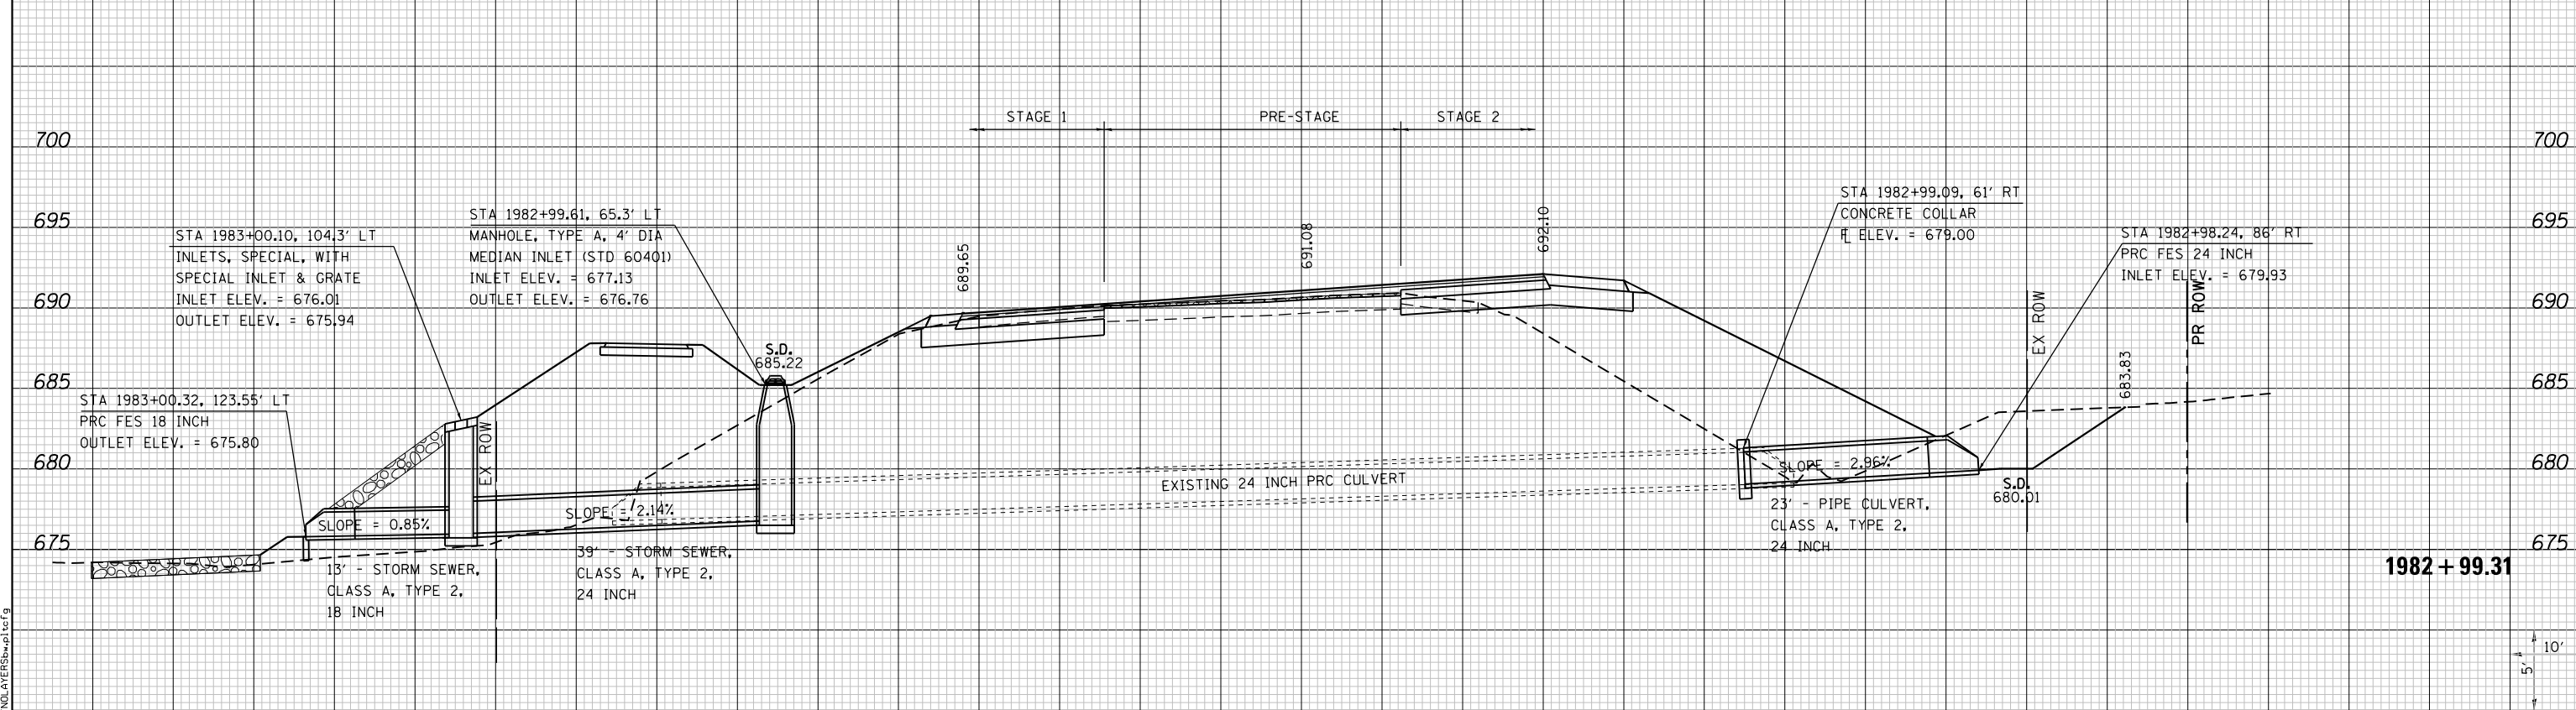 STAGE 1
PRE-STAGE
STAGE 2
700
700
695
695
690
690
685
685
680
680
675
675
STA 1983+00.10, 104.3' LT
INLETS, SPECIAL, WITH
SPECIAL INLET & GRATE
INLET ELEV. = 676.01
OUTLET ELEV. = 675.94
STA 1982+99.61, 65.3' LT
MANHOLE, TYPE A, 4' DIA
MEDIAN INLET (STD 60401)
INLET ELEV. = 677.13
OUTLET ELEV. = 676.76
689.65
691.08
692.10
STA 1982+99.09, 61' RT
CONCRETE COLLAR
FL ELEV. = 679.00
STA 1982+98.24, 86' RT
PRC FES 24 INCH
INLET ELEV. = 679.93
EX ROW
PR ROW
683.83
S.D.
685.22
STA 1983+00.32, 123.55' LT
PRC FES 18 INCH
OUTLET ELEV. = 675.80
EX ROW
SLOPE = 0.85%
SLOPE = 2.14%
EXISTING 24 INCH PRC CULVERT
SLOPE = 2.96%
S.D.
680.01
13' - STORM SEWER,
CLASS A, TYPE 2,
18 INCH
39' - STORM SEWER,
CLASS A, TYPE 2,
24 INCH
23' - PIPE CULVERT,
CLASS A, TYPE 2,
24 INCH
1982+99.31
10'
5'
NOLAYERSbw.pltcfg